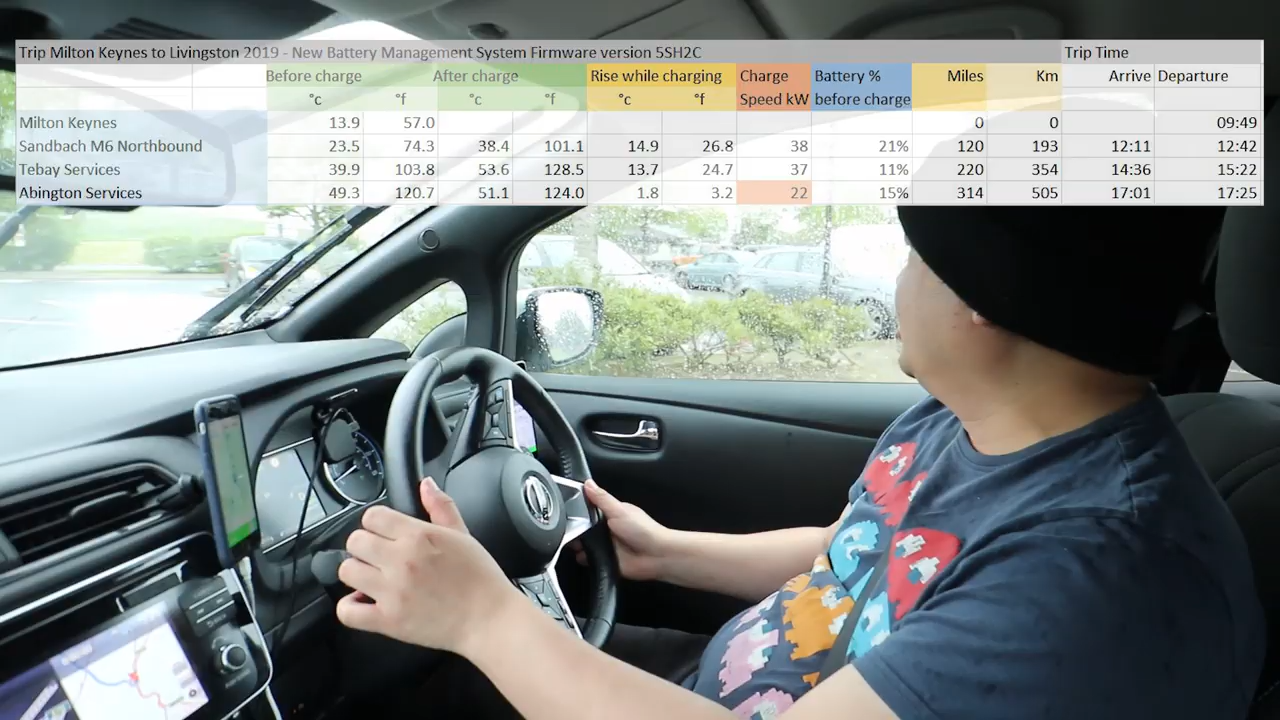 Trip Milton Keynes to Livingston 2019 - New Battery Management System Firmware version 5SH2C Trip Time
Before charge After charge Rise while charging Charge Battery % Miles Km Arrive Departure
°c °f °c °f °c °f Speed kW before charge
Milton Keynes 13.9 57.0 0 0 09:49
Sandbach M6 Northbound 23.5 74.3 38.4 101.1 14.9 26.8 38 21% 120 193 12:11 12:42
Tebay Services 39.9 103.8 53.6 128.5 13.7 24.7 37 11% 220 354 14:36 15:22
Abington Services 49.3 120.7 51.1 124.0 1.8 3.2 22 15% 314 505 17:01 17:25